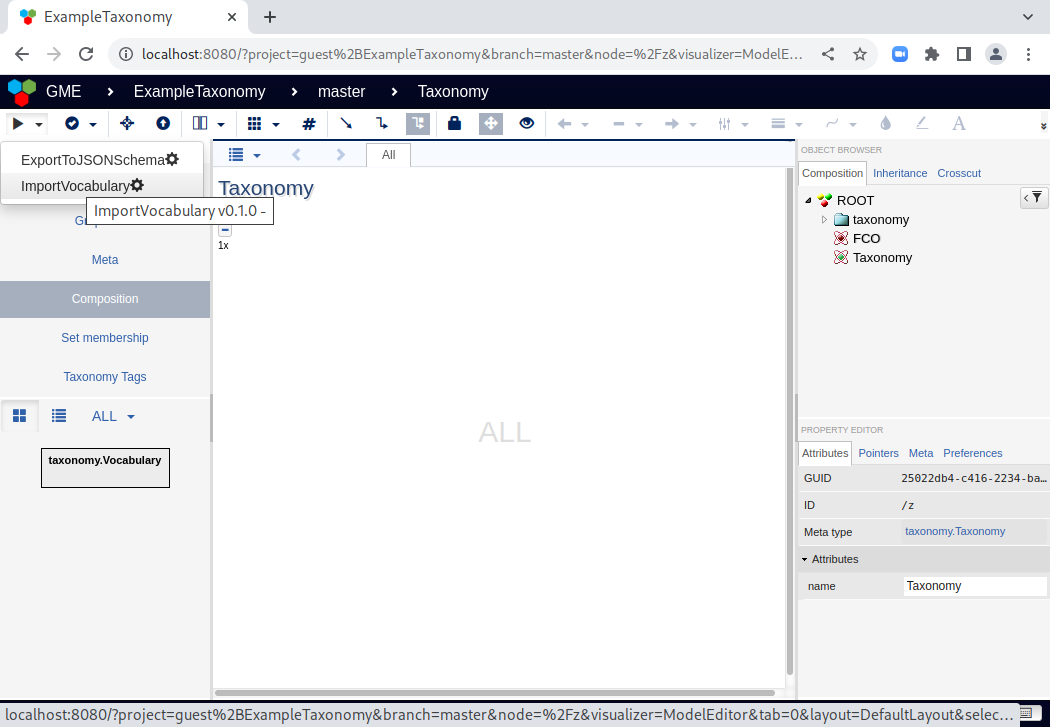 ExampleTaxonomy
localhost:8080/?project=guest%2BExampleTaxonomy&branch=master&node=%2Fz&visualizer=ModelE...
GME > ExampleTaxonomy > master > Taxonomy
ExportToJSONSchema
ImportVocabulary
ImportVocabulary v0.1.0 -
Meta
Composition
Set membership
Taxonomy Tags
ALL
taxonomy.Vocabulary
All
Taxonomy
1x
ALL
OBJECT BROWSER
Composition Inheritance Crosscut
ROOT
taxonomy
FCO
Taxonomy
PROPERTY EDITOR
Attributes Pointers Meta Preferences
GUID 25022db4-c416-2234-ba...
ID /z
Meta type taxonomy.Taxonomy
Attributes
name Taxonomy
localhost:8080/?project=guest%2BExampleTaxonomy&branch=master&node=%2Fz&visualizer=ModelEditor&tab=0&layout=DefaultLayout&selec...